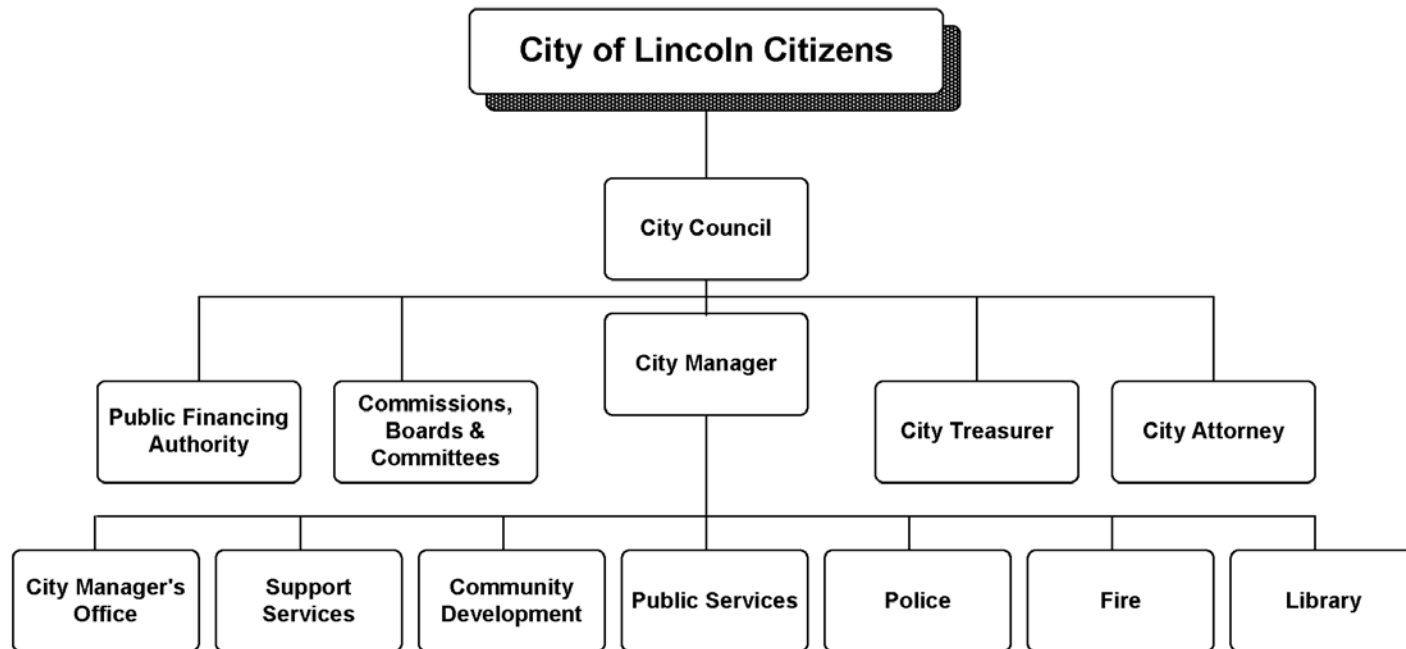 City of Lincoln Citizens
City Council
City Manager
Public Financing
Authority
Commissions,
Boards &
Committees
City Treasurer
City Attorney
City Manager's
Office
Support
Services
Community
Development
Public Services
Police
Fire
Library